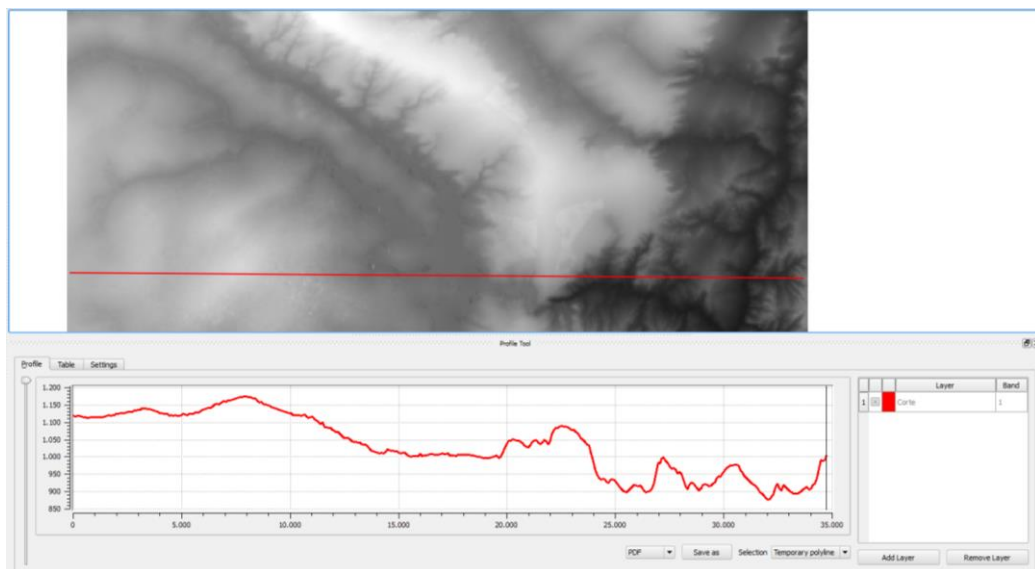 Profile Tool
Profile Table Settings
1.200
1.150
1.100
1.050
1.000
950
900
850
0 5.000 10.000 15.000 20.000 25.000 30.000 35.000
Layer Band
1 Corte 1
PDF Save as Selection Temporary polyline
Add Layer Remove Layer